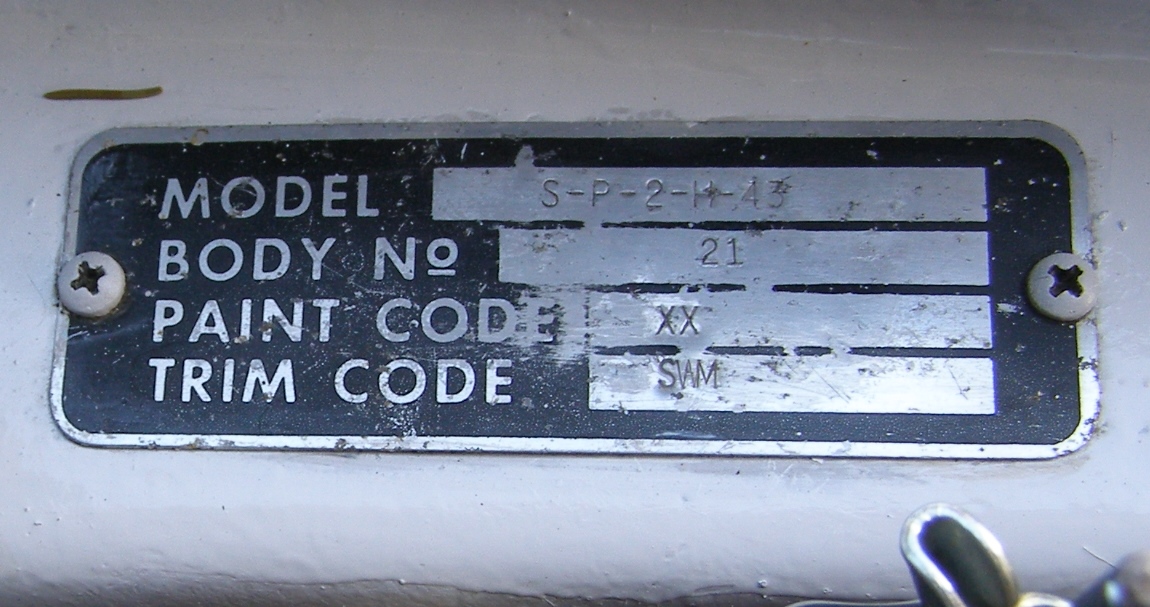 MODEL S-P-2-H-43
BODY Nº 21
PAINT CODE XX
TRIM CODE SWM